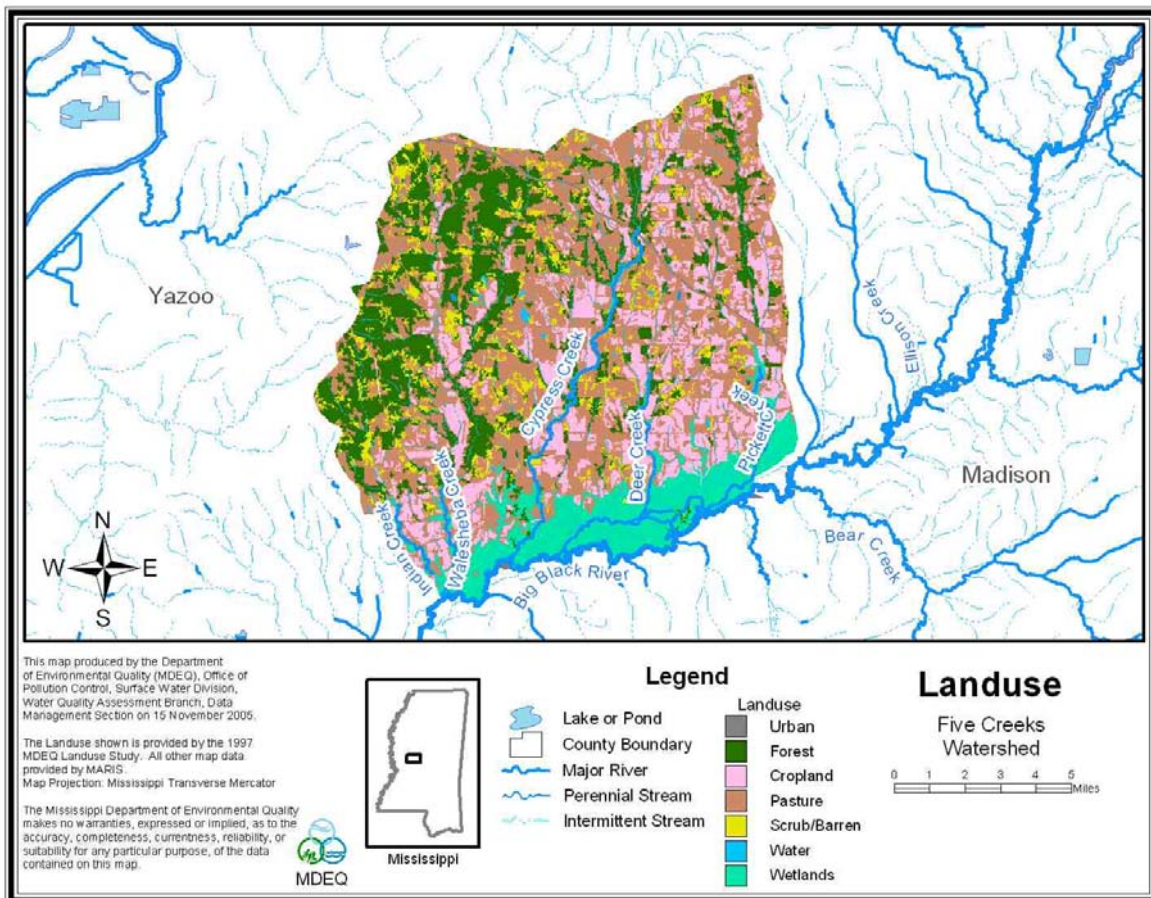 Yazoo
Ellison Creek
Cypress Creek
Pickett Creek
Deer Creek
Madison
Walesheba Creek
Indian Creek
Bear Creek
Big Black River
N
W
E
S
This map produced by the Department
of Environmental Quality (MDEQ), Office of
Pollution Control, Surface Water Division,
Water Quality Assessment Branch, Data
Management Section on 15 November 2005.
The Landuse shown is provided by the 1997
MDEQ Landuse Study. All other map data
provided by MARIS.
Map Projection: Mississippi Transverse Mercator
The Mississippi Department of Environmental Quality
makes no warranties, expressed or implied, as to the
accuracy, completeness, currentness, reliability, or
suitability for any particular purpose, of the data
contained on this map.
MDEQ
Mississippi
Legend
Lake or Pond
County Boundary
Major River
Perennial Stream
Intermittent Stream
Landuse
Urban
Forest
Cropland
Pasture
Scrub/Barren
Water
Wetlands
Landuse
Five Creeks
Watershed
0 1 2 3 4 5
Miles